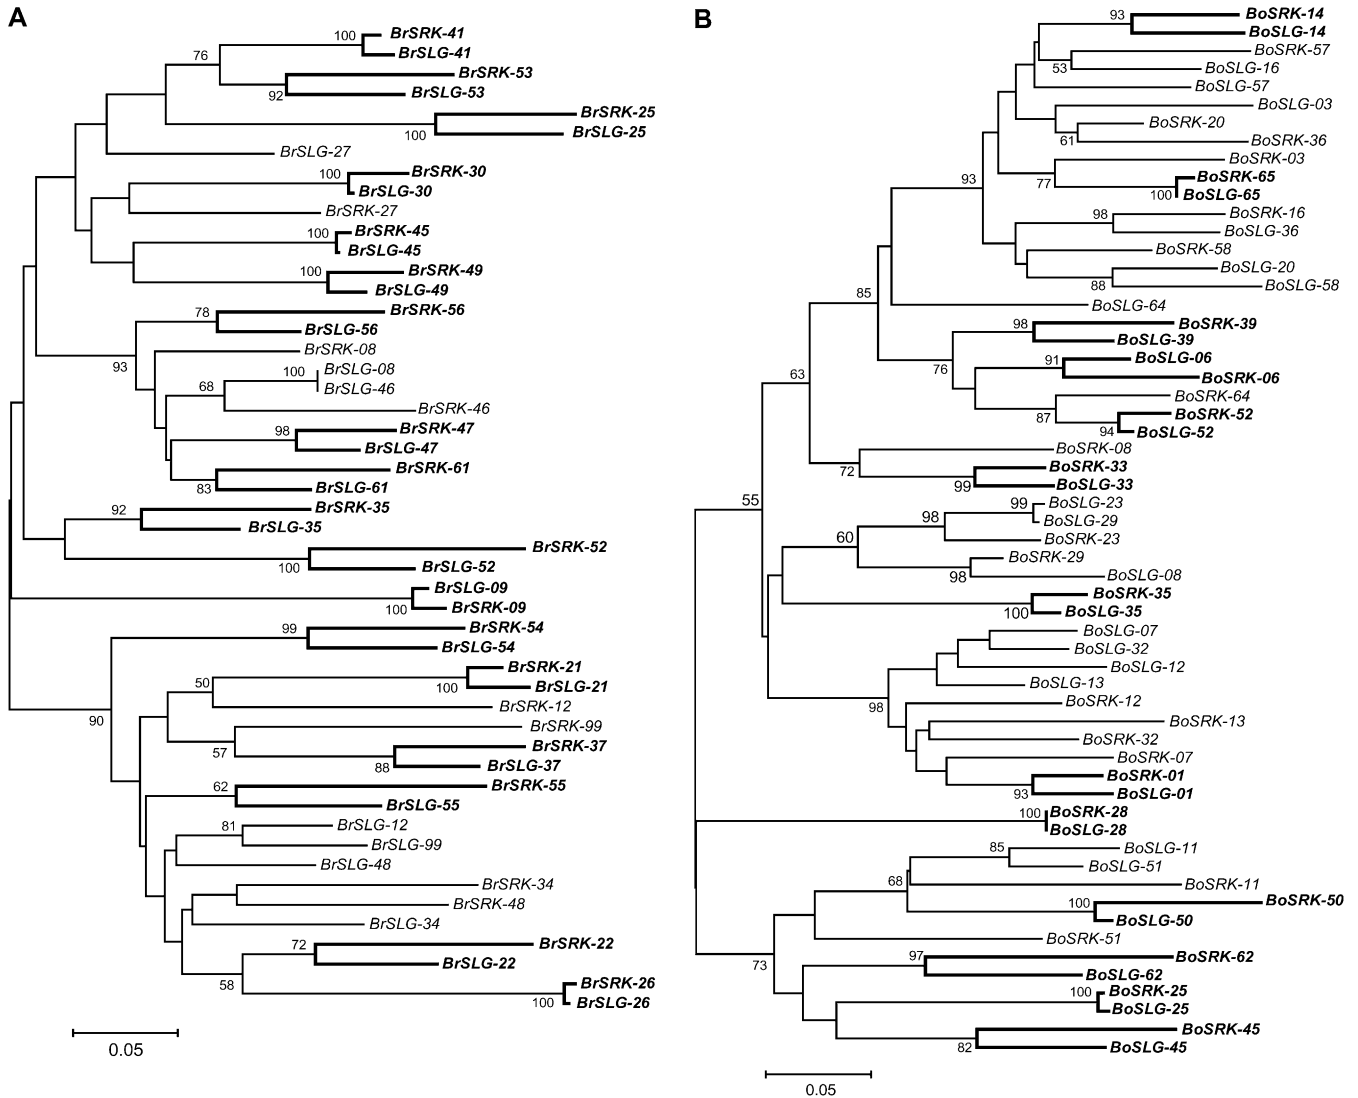 A
100
BrSRK-41
BrSLG-41
76
BrSRK-53
92
BrSLG-53
BrSRK-25
100
BrSLG-25
BrSLG-27
100
BrSRK-30
BrSLG-30
BrSRK-27
100
BrSRK-45
BrSLG-45
100
BrSRK-49
BrSLG-49
78
BrSRK-56
BrSLG-56
93
BrSRK-08
100
BrSLG-08
BrSLG-46
68
BrSRK-46
98
BrSRK-47
BrSLG-47
BrSRK-61
83
BrSLG-61
92
BrSRK-35
BrSLG-35
BrSRK-52
100
BrSLG-52
BrSLG-09
100
BrSRK-09
99
BrSRK-54
BrSLG-54
BrSRK-21
50
100
BrSLG-21
90
BrSRK-12
BrSRK-99
57
BrSRK-37
88
BrSLG-37
62
BrSRK-55
BrSLG-55
81
BrSLG-12
BrSLG-99
BrSLG-48
BrSRK-34
BrSRK-48
BrSLG-34
72
BrSRK-22
BrSLG-22
58
BrSRK-26
100
BrSLG-26
0.05
B
93
BoSRK-14
BoSLG-14
BoSRK-57
53
BoSLG-16
BoSLG-57
BoSLG-03
BoSRK-20
61
BoSRK-36
BoSRK-03
93
77
BoSRK-65
100
BoSLG-65
98
BoSRK-16
BoSLG-36
BoSRK-58
BoSLG-20
88
BoSLG-58
85
BoSLG-64
98
BoSRK-39
BoSLG-39
76
91
BoSLG-06
BoSRK-06
63
BoSRK-64
87
BoSRK-52
94
BoSLG-52
BoSRK-08
72
BoSRK-33
99
BoSLG-33
55
99
BoSLG-23
98
BoSLG-29
60
BoSRK-23
BoSRK-29
98
BoSLG-08
BoSRK-35
100
BoSLG-35
BoSLG-07
BoSLG-32
BoSLG-12
BoSLG-13
98
BoSRK-12
BoSRK-13
BoSRK-32
BoSRK-07
BoSRK-01
93
BoSLG-01
100
BoSRK-28
BoSLG-28
85
BoSLG-11
BoSLG-51
68
BoSRK-11
100
BoSRK-50
BoSLG-50
BoSRK-51
73
97
BoSRK-62
BoSLG-62
100
BoSRK-25
BoSLG-25
BoSRK-45
82
BoSLG-45
0.05